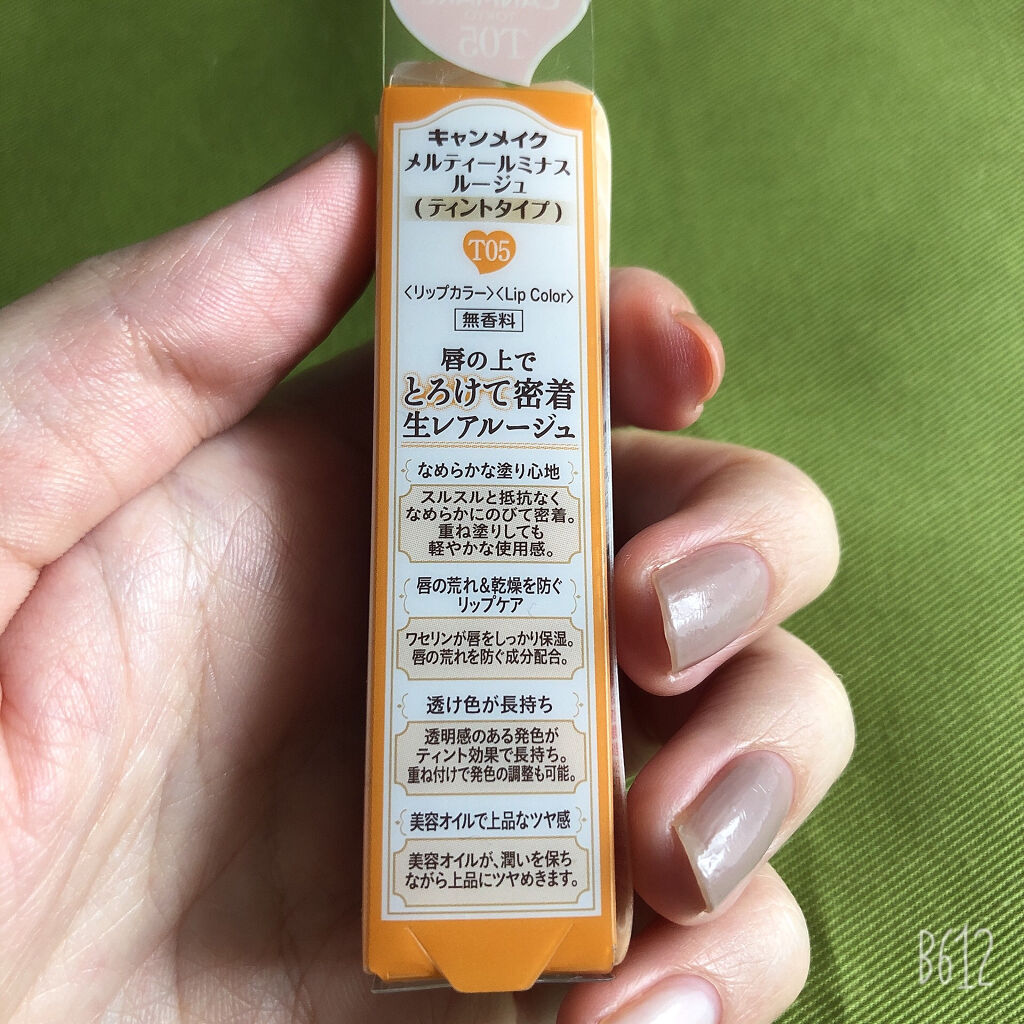 T05
キャンメイク
メルティールミナス
ルージュ
(ティントタイプ)
T05
〈リップカラー〉〈Lip Color〉
無香料
唇の上で
とろけて密着
生レアルージュ
なめらかな塗り心地
スルスルと抵抗なく
なめらかにのびて密着。
重ね塗りしても
軽やかな使用感。
唇の荒れ&乾燥を防ぐ
リップケア
ワセリンが唇をしっかり保湿。
唇の荒れを防ぐ成分配合。
透け色が長持ち
透明感のある発色が
ティント効果で長持ち。
重ね付けで発色の調整も可能。
美容オイルで上品なツヤ感
美容オイルが、潤いを保ち
ながら上品にツヤめきます。
B612